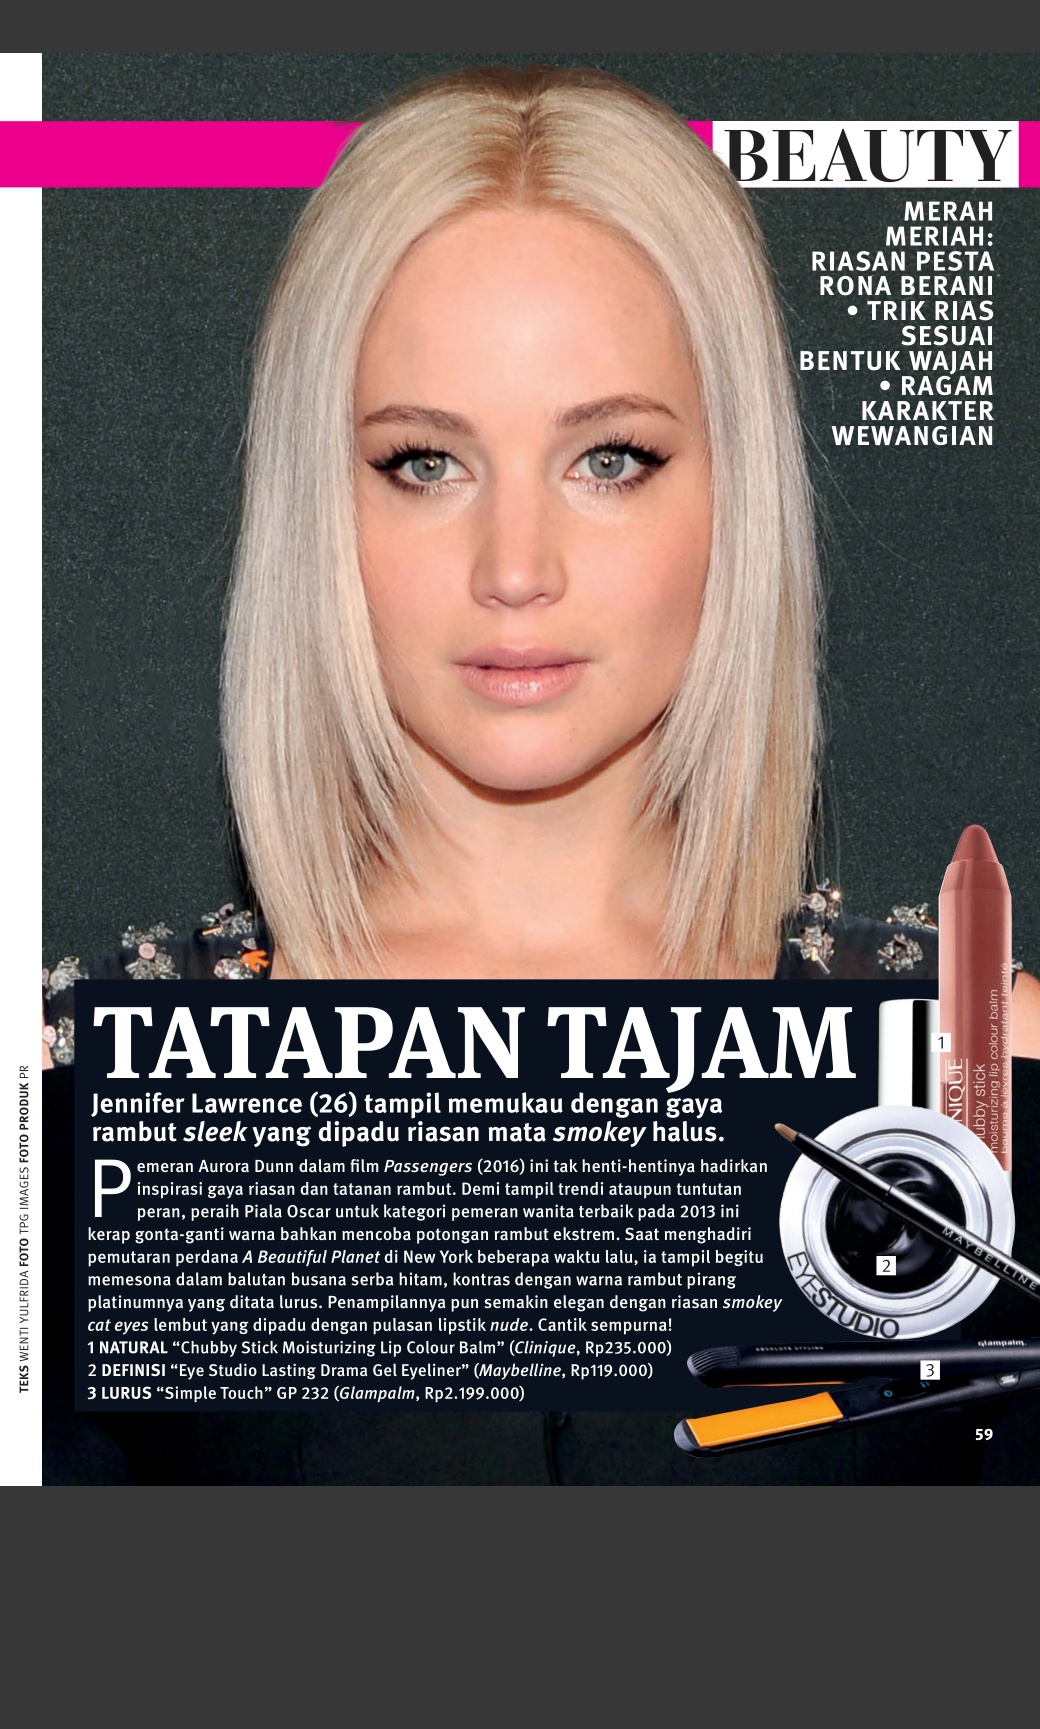 BEAUTY
MERAH
MERIAH:
RIASAN PESTA
RONA BERANI
• TRIK RIAS
SESUAI
BENTUK WAJAH
• RAGAM
KARAKTER
WEWANGIAN
TATAPAN TAJAM
Jennifer Lawrence (26) tampil memukau dengan gaya
rambut sleek yang dipadu riasan mata smokey halus.
Pemeran Aurora Dunn dalam film Passengers (2016) ini tak henti-hentinya hadirkan
inspirasi gaya riasan dan tatanan rambut. Demi tampil trendi ataupun tuntutan
peran, peraih Piala Oscar untuk kategori pemeran wanita terbaik pada 2013 ini
kerap gonta-ganti warna bahkan mencoba potongan rambut ekstrem. Saat menghadiri
pemutaran perdana A Beautiful Planet di New York beberapa waktu lalu, ia tampil begitu
memesona dalam balutan busana serba hitam, kontras dengan warna rambut pirang
platinumnya yang ditata lurus. Penampilannya pun semakin elegan dengan riasan smokey
cat eyes lembut yang dipadu dengan pulasan lipstik nude. Cantik sempurna!
1 NATURAL “Chubby Stick Moisturizing Lip Colour Balm” (Clinique, Rp235.000)
2 DEFINISI “Eye Studio Lasting Drama Gel Eyeliner” (Maybelline, Rp119.000)
3 LURUS “Simple Touch” GP 232 (Glampalm, Rp2.199.000)
1
NIQUE
ubby stick
moisturizing lip colour balm
baume à lèvres hydratant teinté
2
MAYBELLINE
EYESTUDIO
3
ABSOLUTE STYLING
glampalm.
59
TEKS WENTI YULFRIDA FOTO TPG IMAGES FOTO PRODUK PR